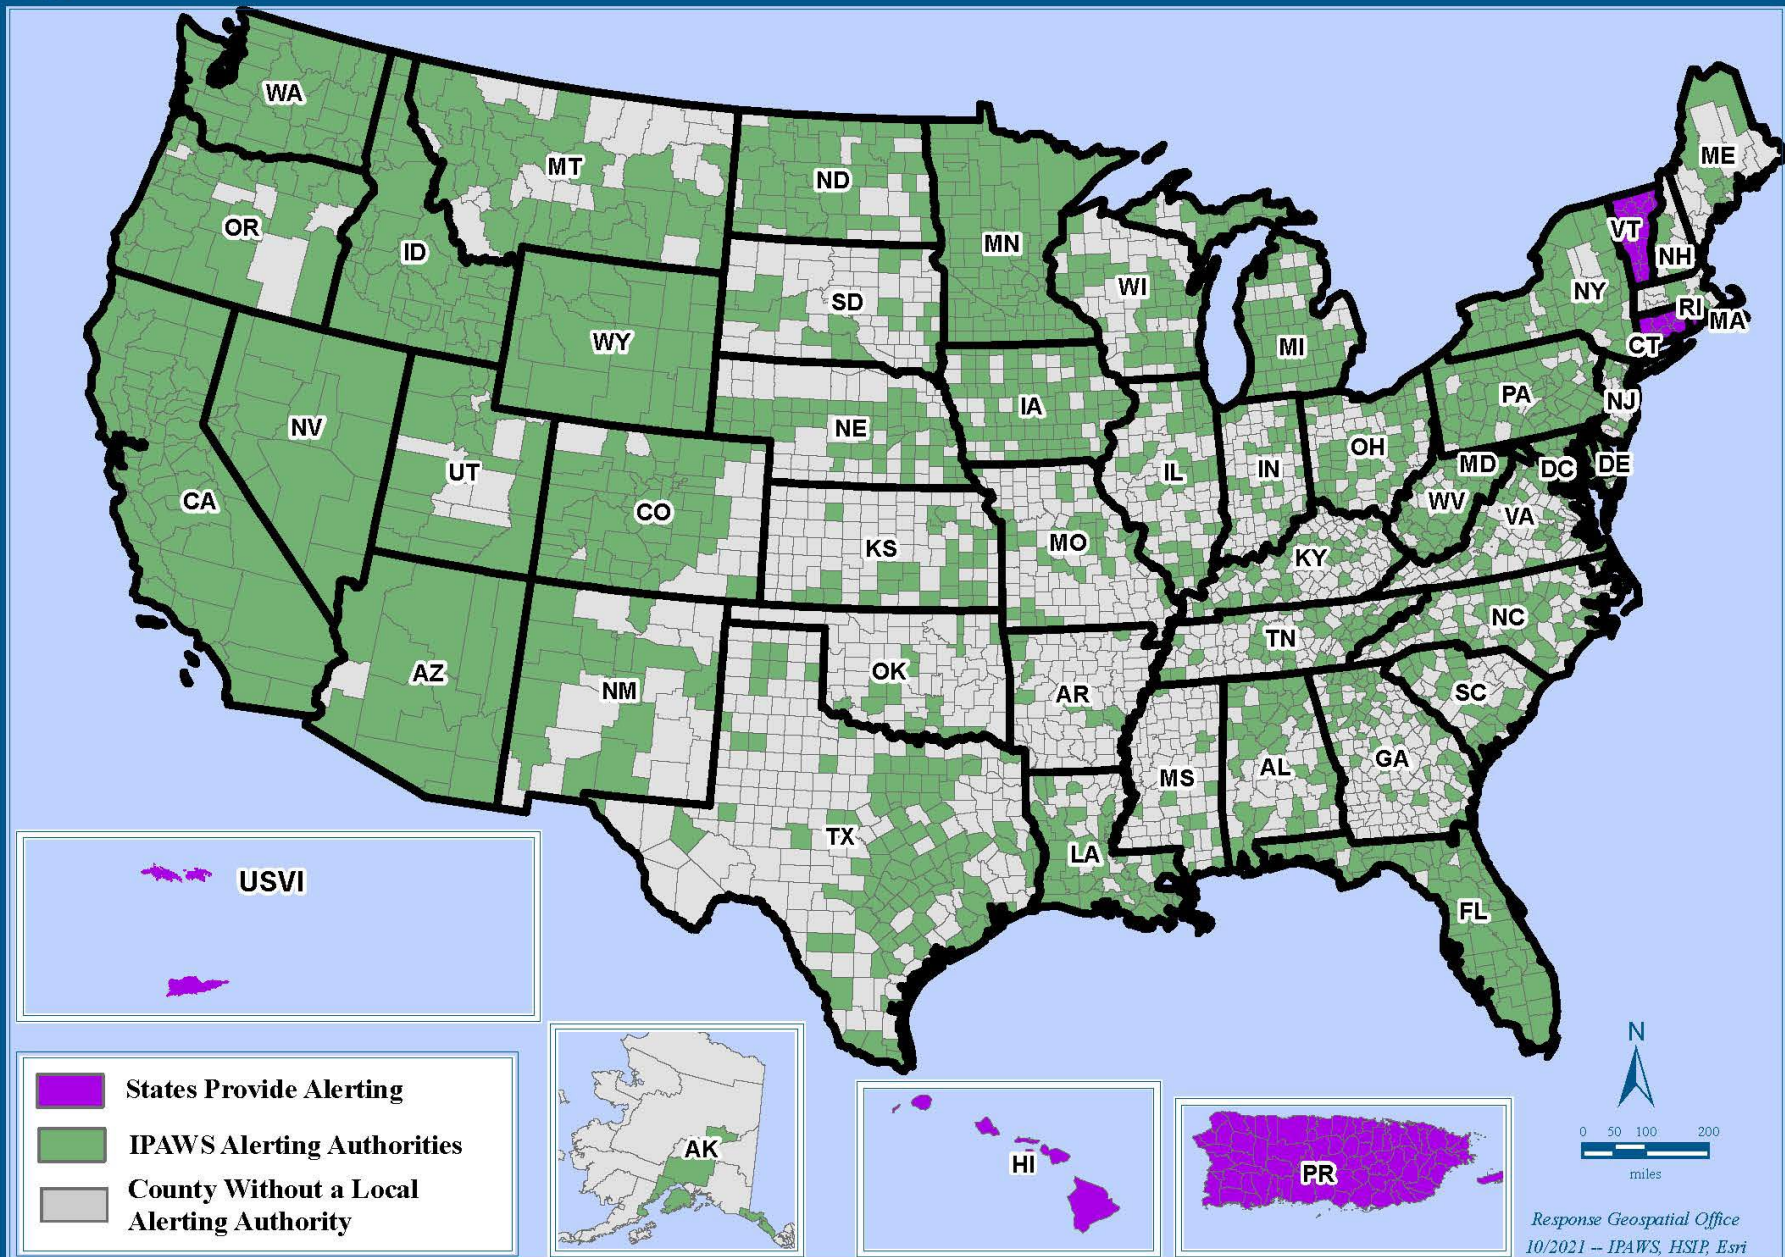 WA
MT
ND
ME
OR
ID
MN
VT
NH
SD
WI
NY
RI
MA
WY
MI
CT
NV
NE
IA
PA
NJ
UT
CA
CO
IL
IN
OH
MD
DC
DE
WV
VA
KS
MO
KY
AZ
NM
OK
AR
TN
NC
SC
TX
MS
AL
GA
LA
FL
USVI
AK
HI
PR
States Provide Alerting
IPAWS Alerting Authorities
County Without a Local
Alerting Authority
N
0 50 100 200
miles
Response Geospatial Office
10/2021 -- IPAWS, HSIP, Esri